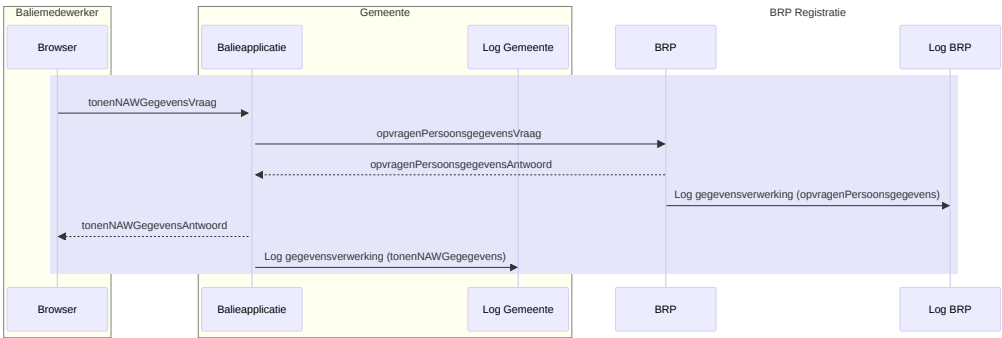 Baliemedewerker
Gemeente
BRP Registratie
Browser
Balieapplicatie
Log Gemeente
BRP
Log BRP
tonenNAWGegevensVraag
opvragenPersoonsgegevensVraag
opvragenPersoonsgegevensAntwoord
Log gegevensverwerking (opvragenPersoonsgegevens)
tonenNAWGegevensAntwoord
Log gegevensverwerking (tonenNAWGegegevens)
Browser
Balieapplicatie
Log Gemeente
BRP
Log BRP